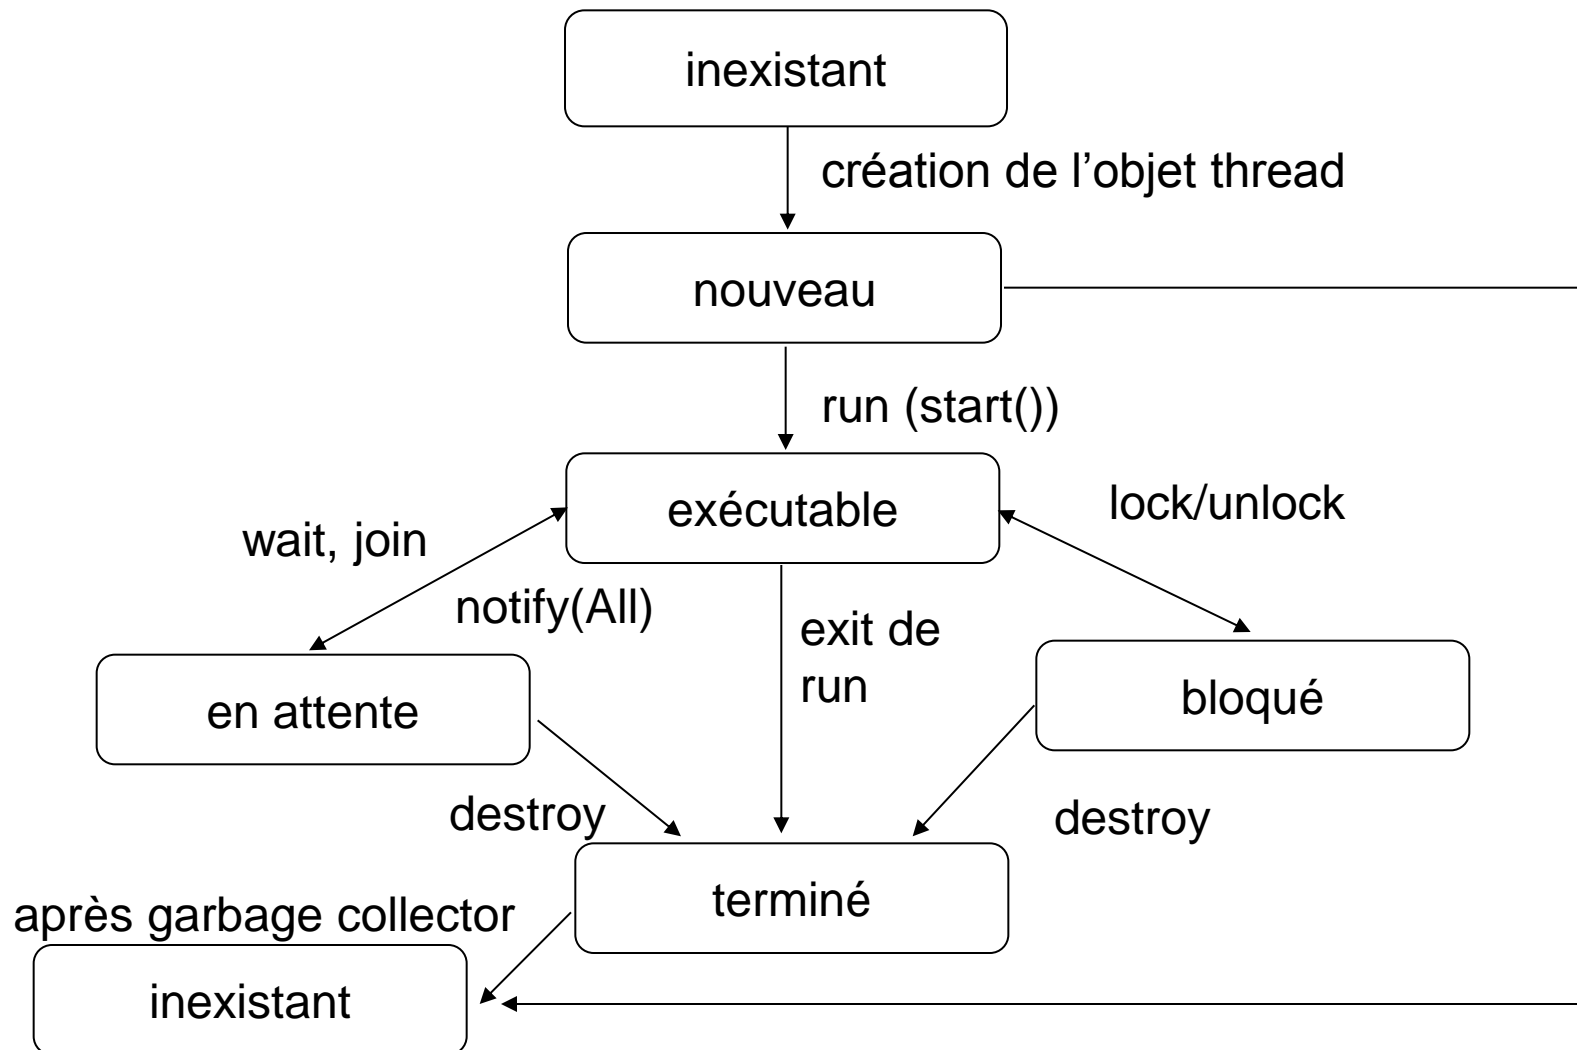 inexistant
création de l’objet thread
nouveau
run (start())
exécutable
lock/unlock
wait, join
notify(All)
exit de
run
en attente
bloqué
destroy
destroy
terminé
après garbage collector
inexistant